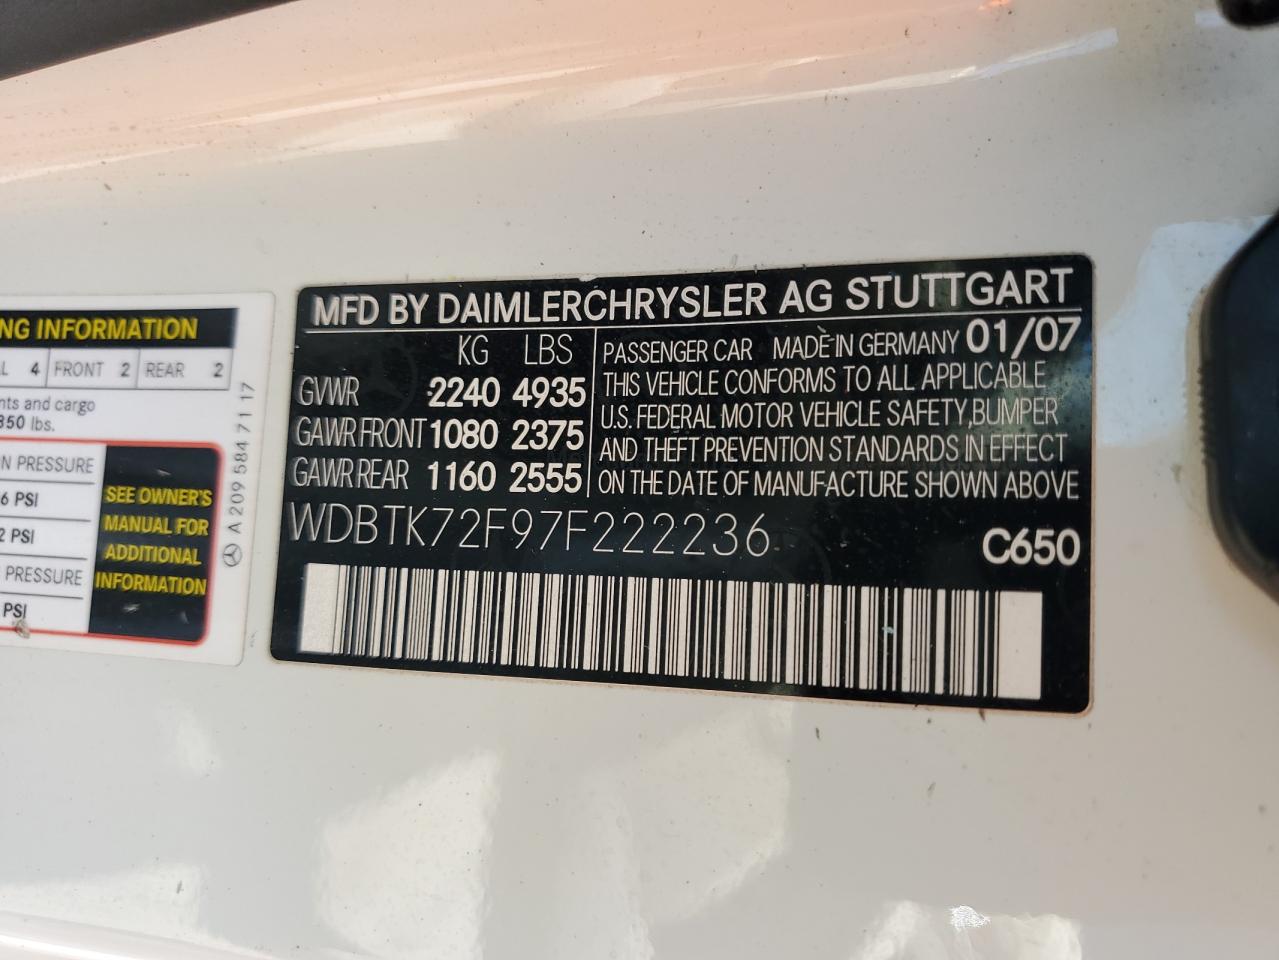 NG INFORMATION
L 4 FRONT 2 REAR 2
nts and cargo
350 lbs.
N PRESSURE
6 PSI
2 PSI
PRESSURE
PSI
SEE OWNER'S
MANUAL FOR
ADDITIONAL
INFORMATION
A 209 584 71 17
MFD BY DAIMLERCHRYSLER AG STUTTGART
KG LBS
GVWR 2240 4935
GAWR FRONT 1080 2375
GAWR REAR 1160 2555
PASSENGER CAR MADE IN GERMANY 01/07
THIS VEHICLE CONFORMS TO ALL APPLICABLE
U.S. FEDERAL MOTOR VEHICLE SAFETY,BUMPER
AND THEFT PREVENTION STANDARDS IN EFFECT
ON THE DATE OF MANUFACTURE SHOWN ABOVE
WDBTK72F97F222236
C650